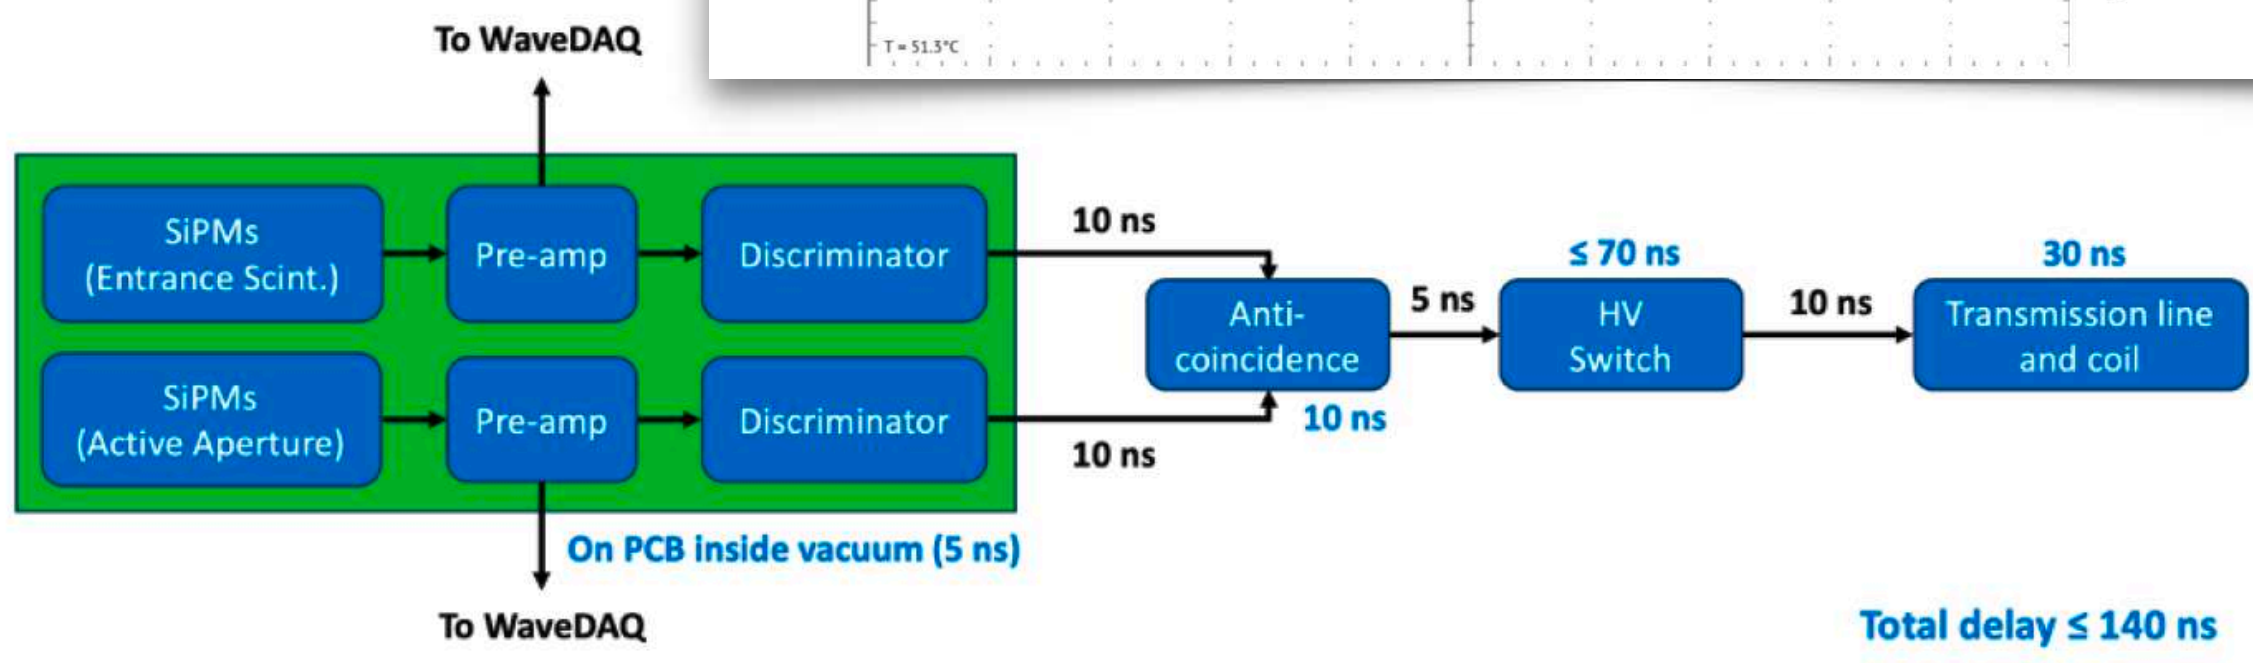 To WaveDAQ
T = 51.3°C
SiPMs
(Entrance Scint.)
Pre-amp
Discriminator
10 ns
SiPMs
(Active Aperture)
Pre-amp
Discriminator
10 ns
Anti-
coincidence
10 ns
5 ns
≤ 70 ns
HV
Switch
10 ns
30 ns
Transmission line
and coil
On PCB inside vacuum (5 ns)
To WaveDAQ
Total delay ≤ 140 ns